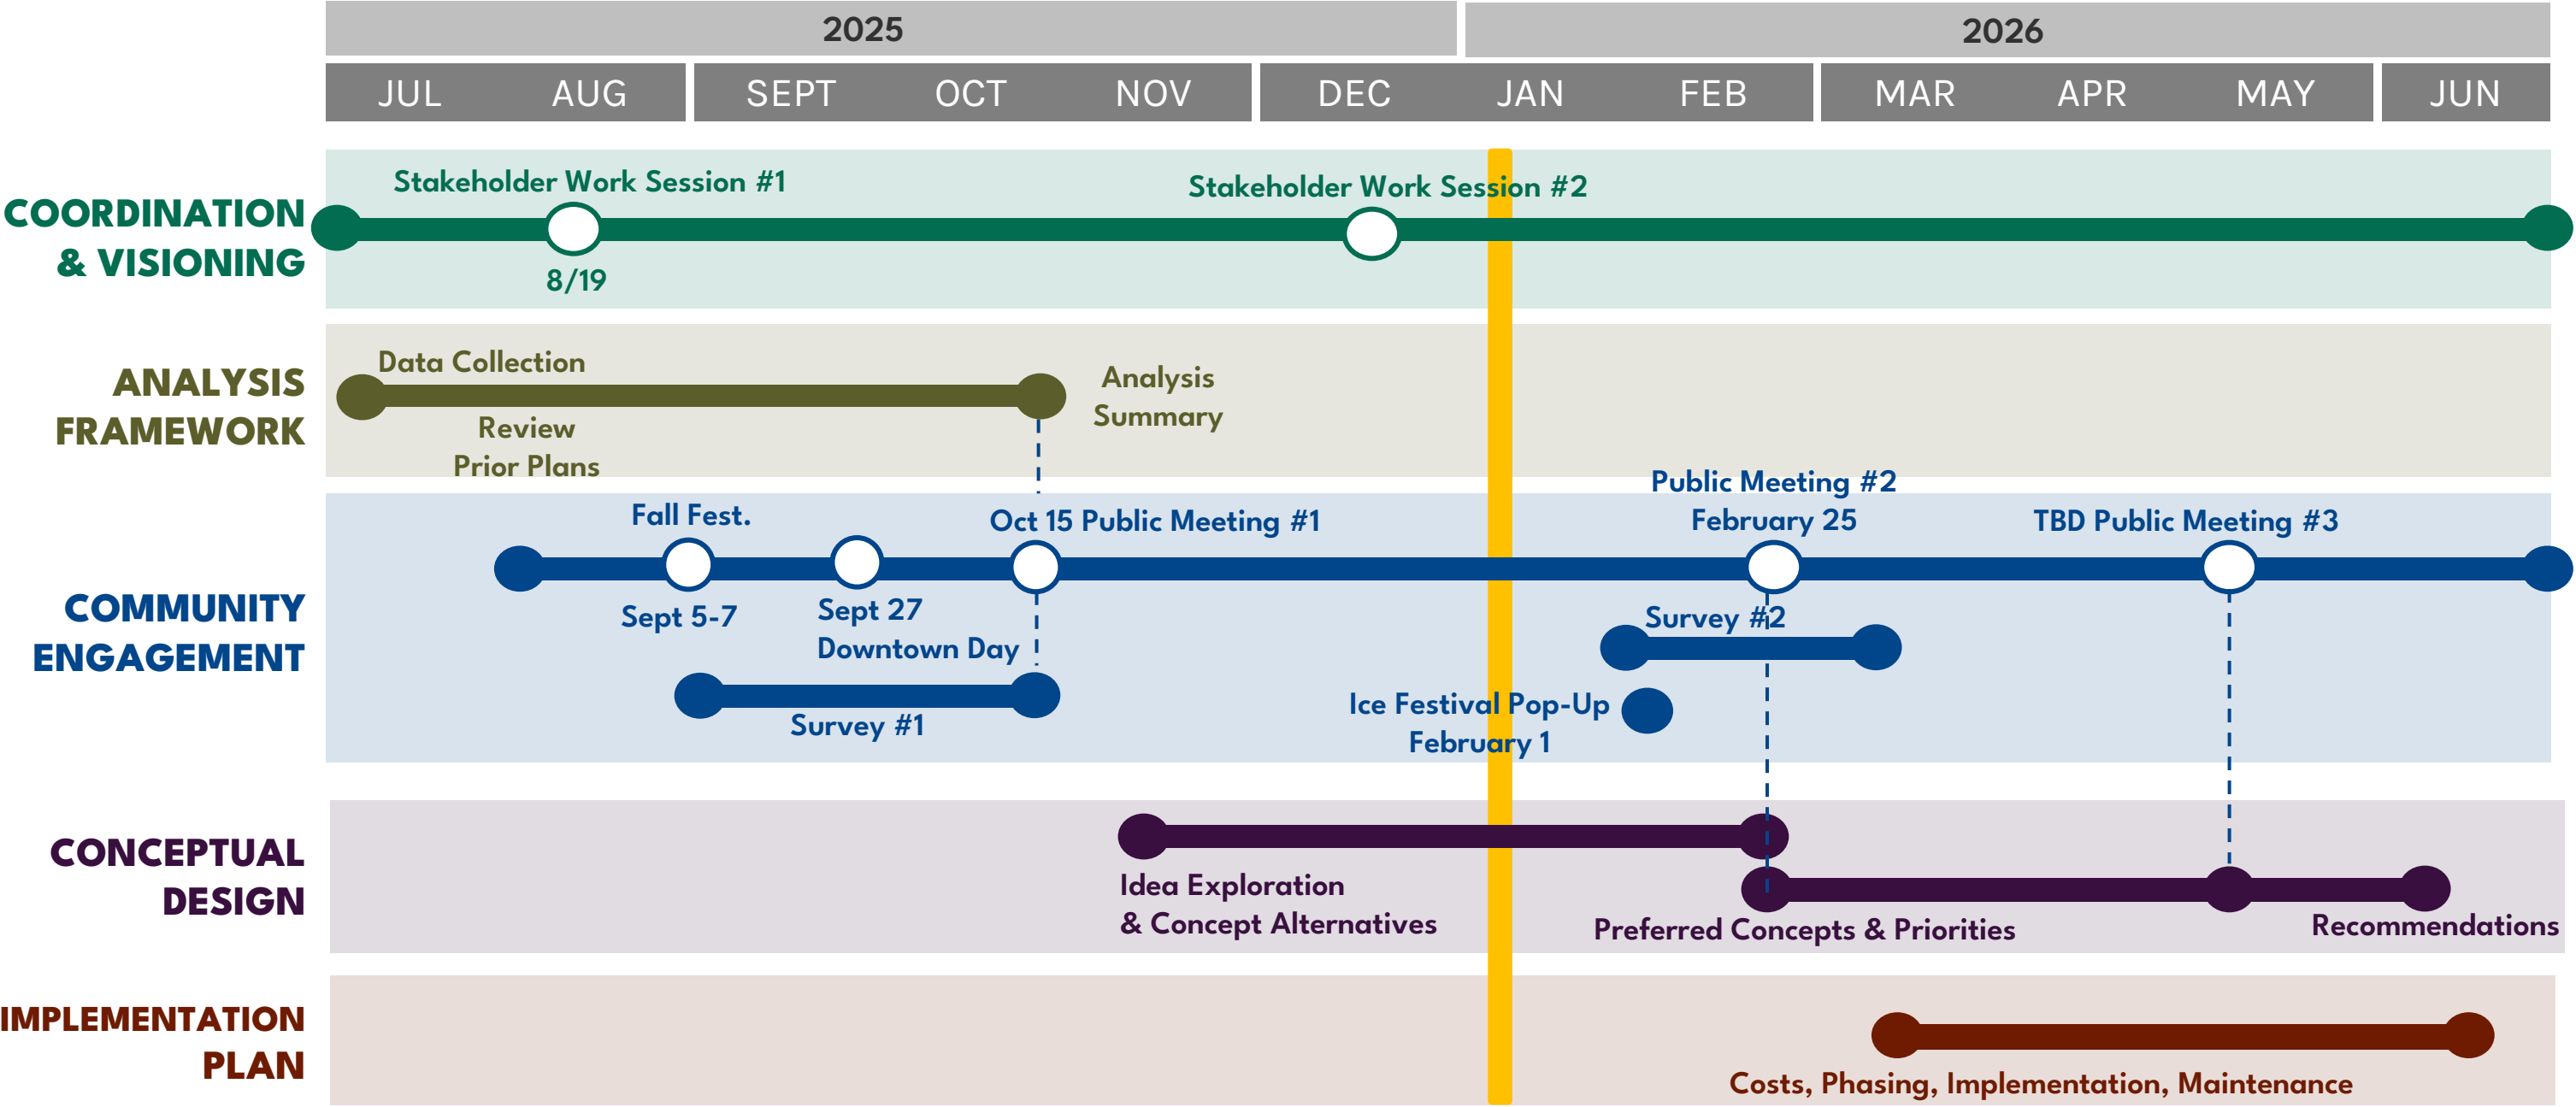 2025
2026
JUL AUG SEPT OCT NOV DEC JAN FEB MAR APR MAY JUN
COORDINATION
& VISIONING
Stakeholder Work Session #1
8/19
Stakeholder Work Session #2
ANALYSIS
FRAMEWORK
Data Collection
Review
Prior Plans
Analysis
Summary
COMMUNITY
ENGAGEMENT
Fall Fest.
Sept 5-7
Sept 27
Downtown Day
Oct 15 Public Meeting #1
Survey #1
Public Meeting #2
February 25
Survey #2
Ice Festival Pop-Up
February 1
TBD Public Meeting #3
CONCEPTUAL
DESIGN
Idea Exploration
& Concept Alternatives
Preferred Concepts & Priorities
Recommendations
IMPLEMENTATION
PLAN
Costs, Phasing, Implementation, Maintenance